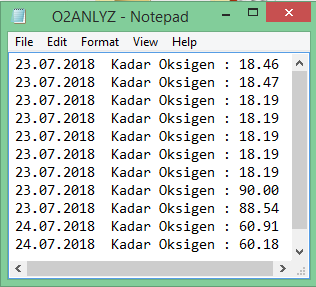 O2ANLYZ - Notepad
File Edit Format View Help
23.07.2018  Kadar Oksigen : 18.46
23.07.2018  Kadar Oksigen : 18.47
23.07.2018  Kadar Oksigen : 18.19
23.07.2018  Kadar Oksigen : 18.19
23.07.2018  Kadar Oksigen : 18.19
23.07.2018  Kadar Oksigen : 18.19
23.07.2018  Kadar Oksigen : 18.19
23.07.2018  Kadar Oksigen : 90.00
23.07.2018  Kadar Oksigen : 88.54
24.07.2018  Kadar Oksigen : 60.91
24.07.2018  Kadar Oksigen : 60.18